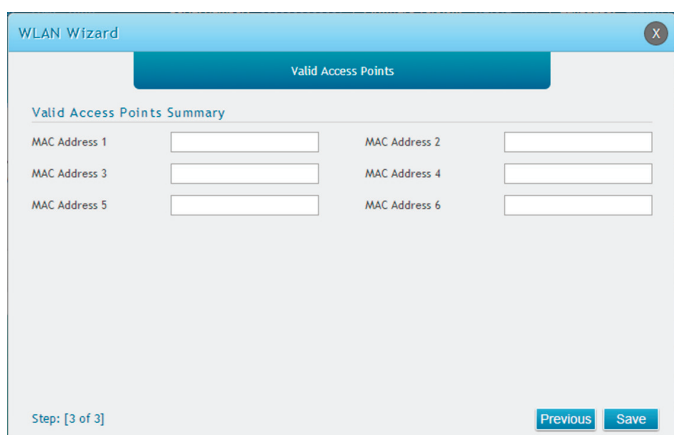 WLAN Wizard
X
Valid Access Points
Valid Access Points Summary
MAC Address 1
MAC Address 2
MAC Address 3
MAC Address 4
MAC Address 5
MAC Address 6
Step: [3 of 3]
Previous
Save